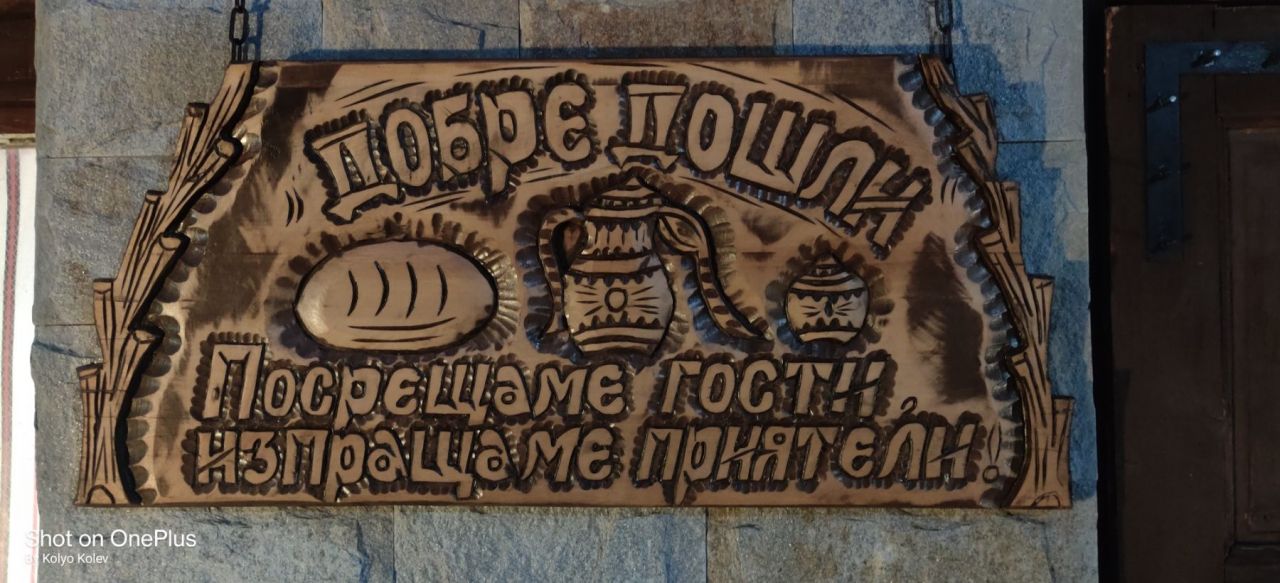 ДОБРЕ ДОШЛИ
Посрещаме гости,
изпращаме приятели!
Shot on OnePlus
By Kolyo Kolev